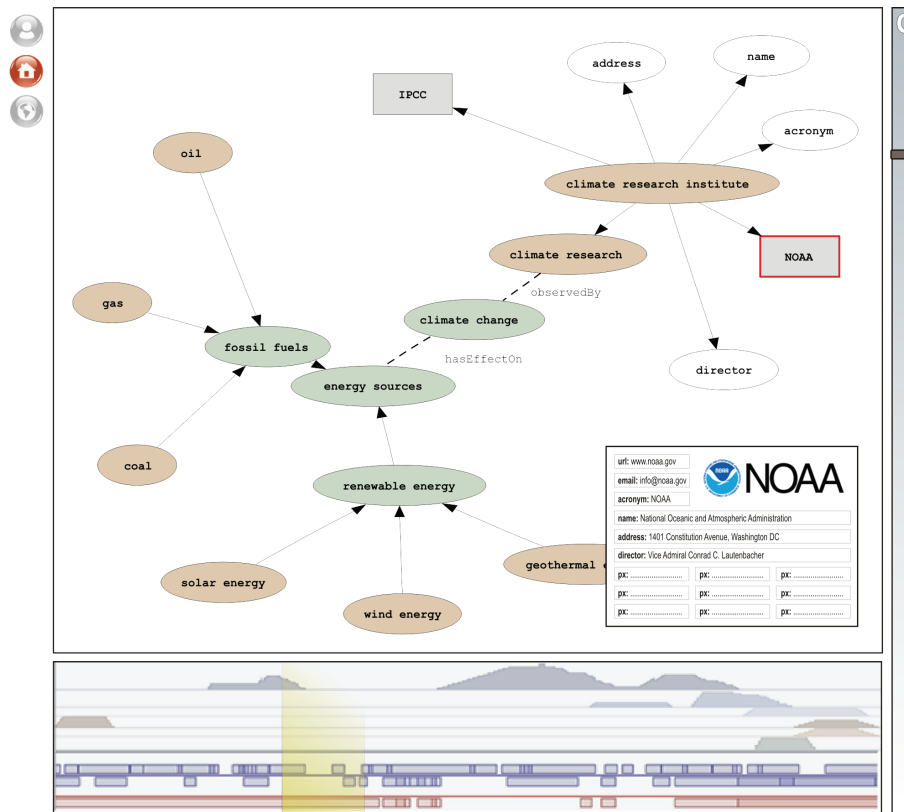 name
address
IPCC
acronym
oil
climate research institute
climate research
NOAA
observedBy
gas
climate change
fossil fuels
hasEffectOn
director
energy sources
coal
renewable energy
url: www.noaa.gov
email: info@noaa.gov
acronym: NOAA
NOAA
name: National Oceanic and Atmospheric Administration
address: 1401 Constitution Avenue, Washington DC
director: Vice Admiral Conrad C. Lautenbacher
geothermal
solar energy
wind energy
px: ........................ px: ........................ px: ........................
px: ........................ px: ........................ px: ........................
px: ........................ px: ........................ px: ........................